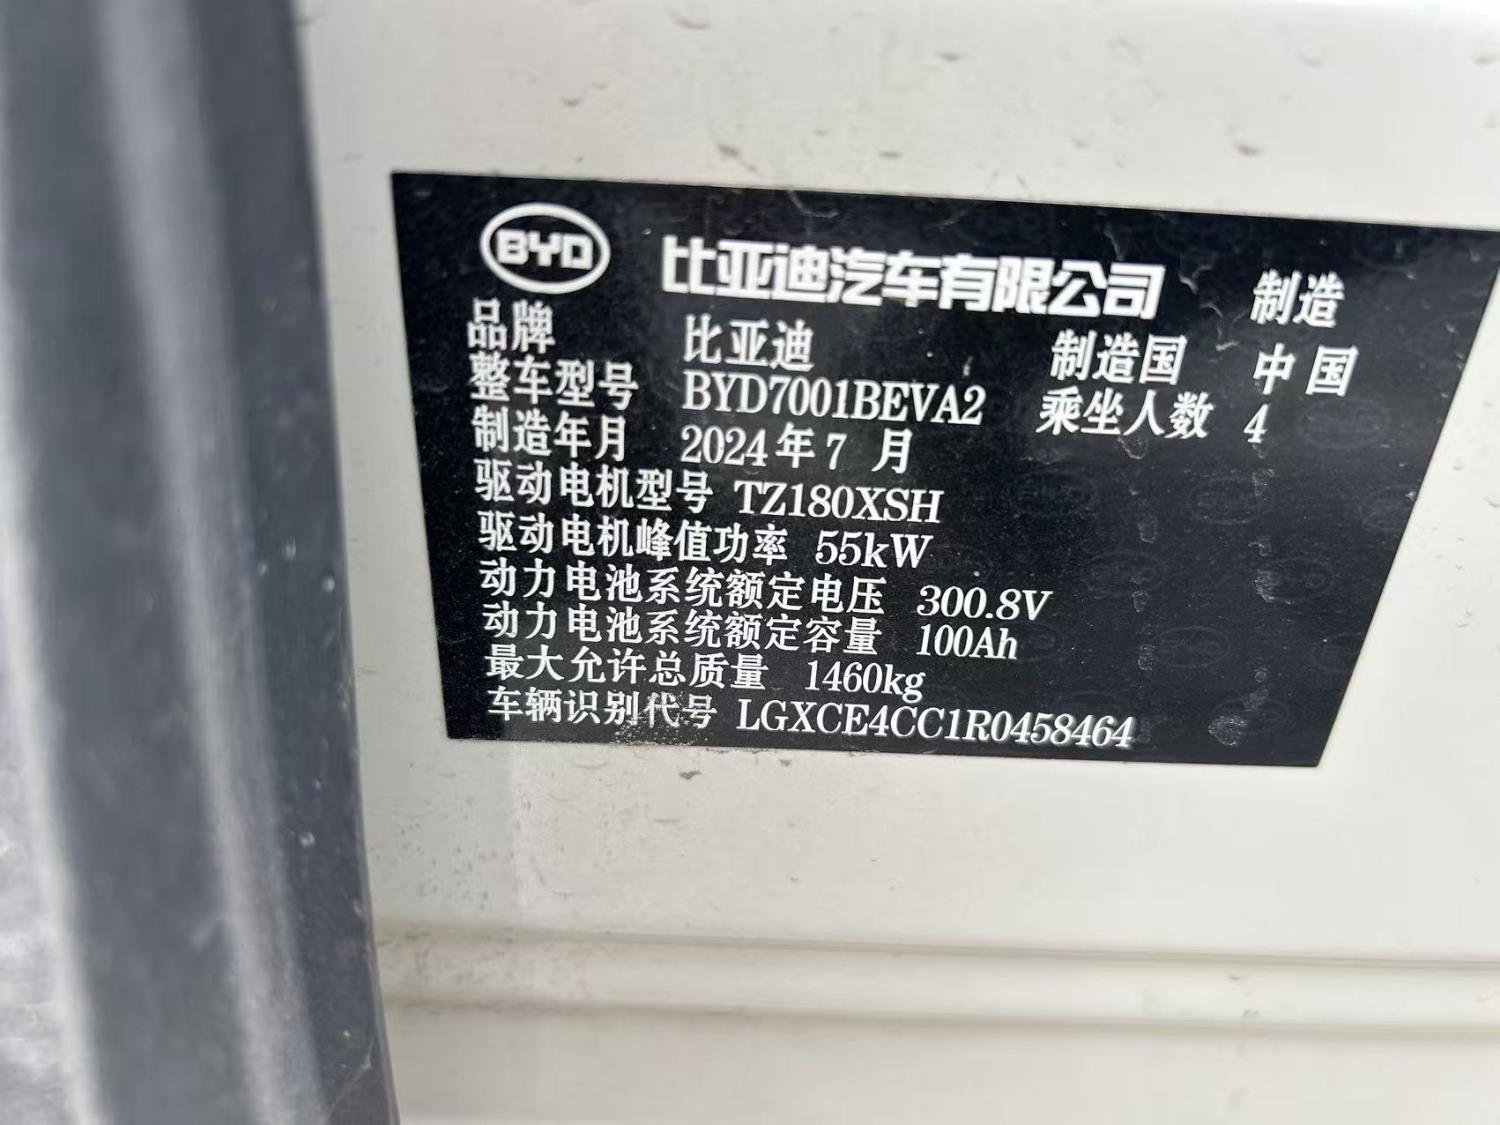 BYD 比亚迪汽车有限公司 制造
品牌 比亚迪 制造国 中国
整车型号 BYD7001BEVA2 乘坐人数 4
制造年月 2024年7月
驱动电机型号 TZ180XSH
驱动电机峰值功率 55kW
动力电池系统额定电压 300.8V
动力电池系统额定容量 100Ah
最大允许总质量 1460kg
车辆识别代号 LGXCE4CC1R0458464